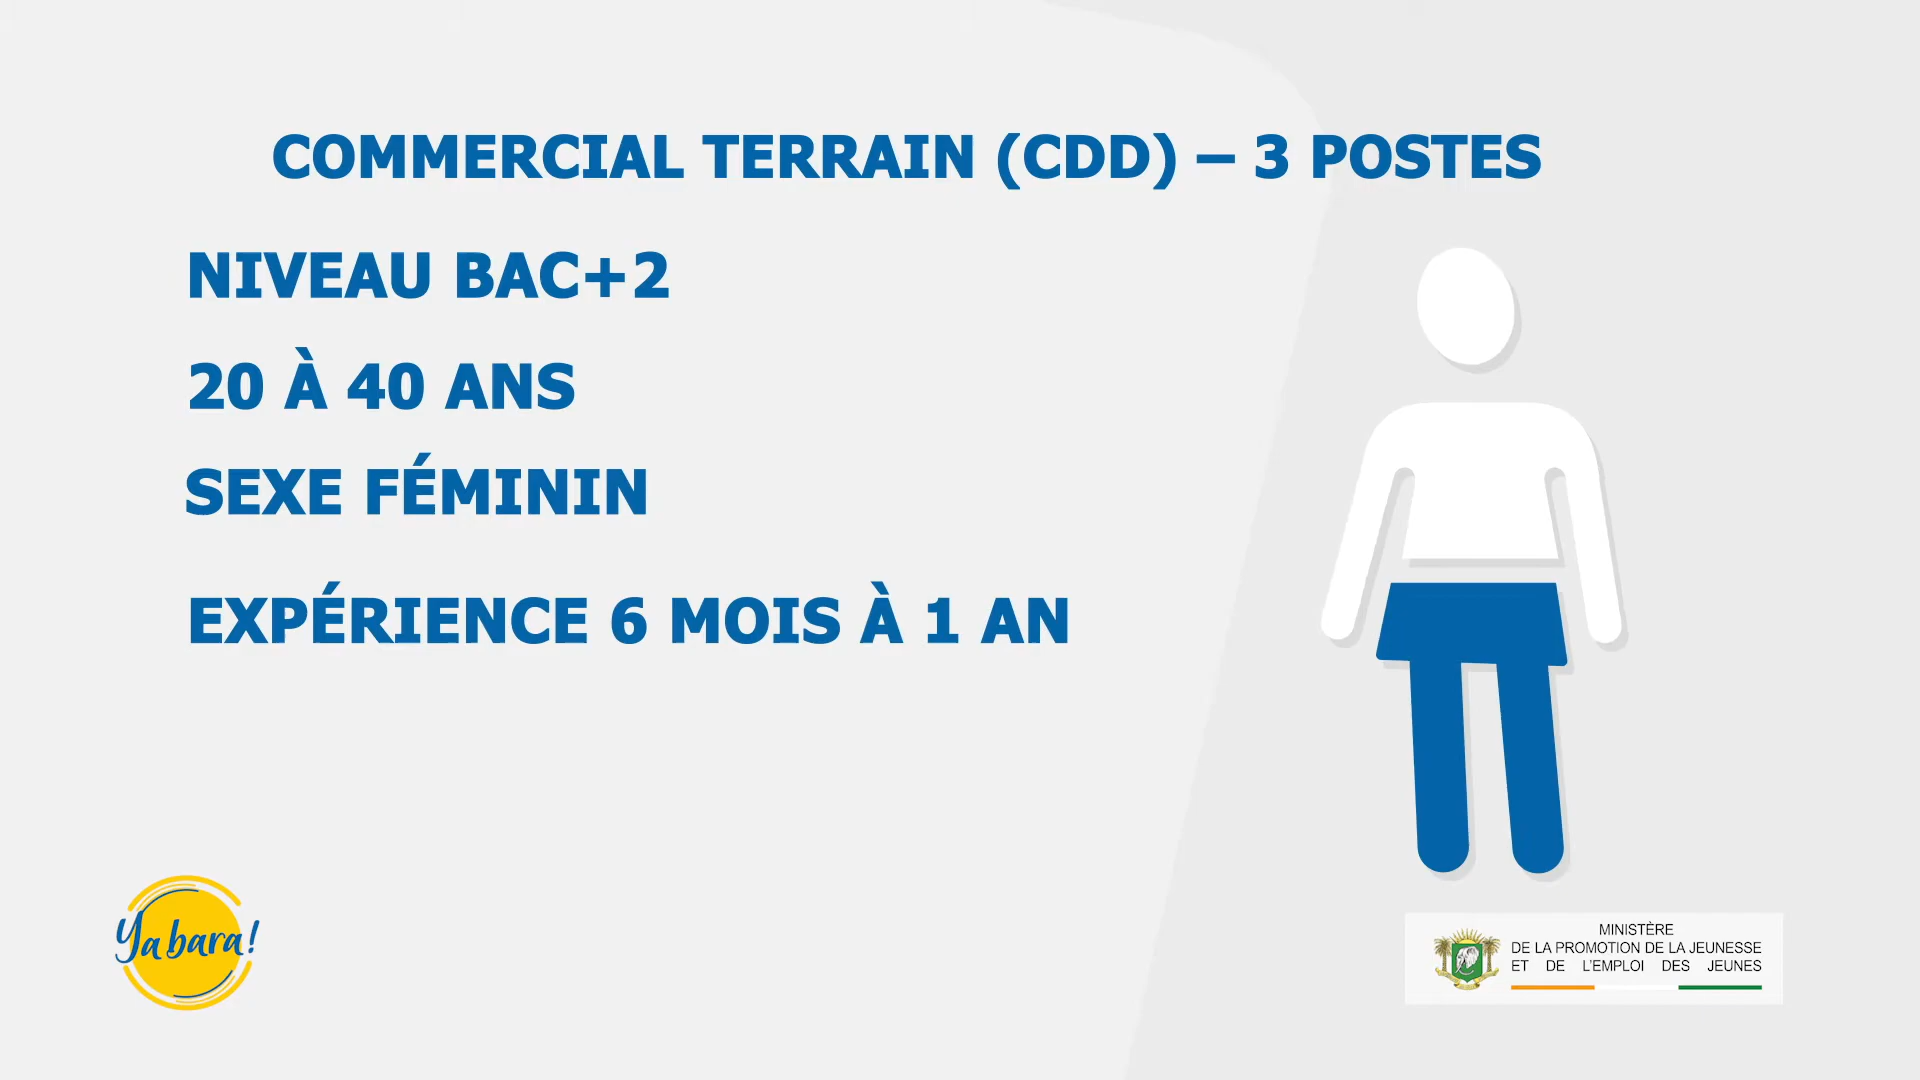 COMMERCIAL TERRAIN (CDD) – 3 POSTES
NIVEAU BAC+2
20 À 40 ANS
SEXE FÉMININ
EXPÉRIENCE 6 MOIS À 1 AN
Ya bara!
MINISTÈRE
DE LA PROMOTION DE LA JEUNESSE
ET DE L'EMPLOI DES JEUNES